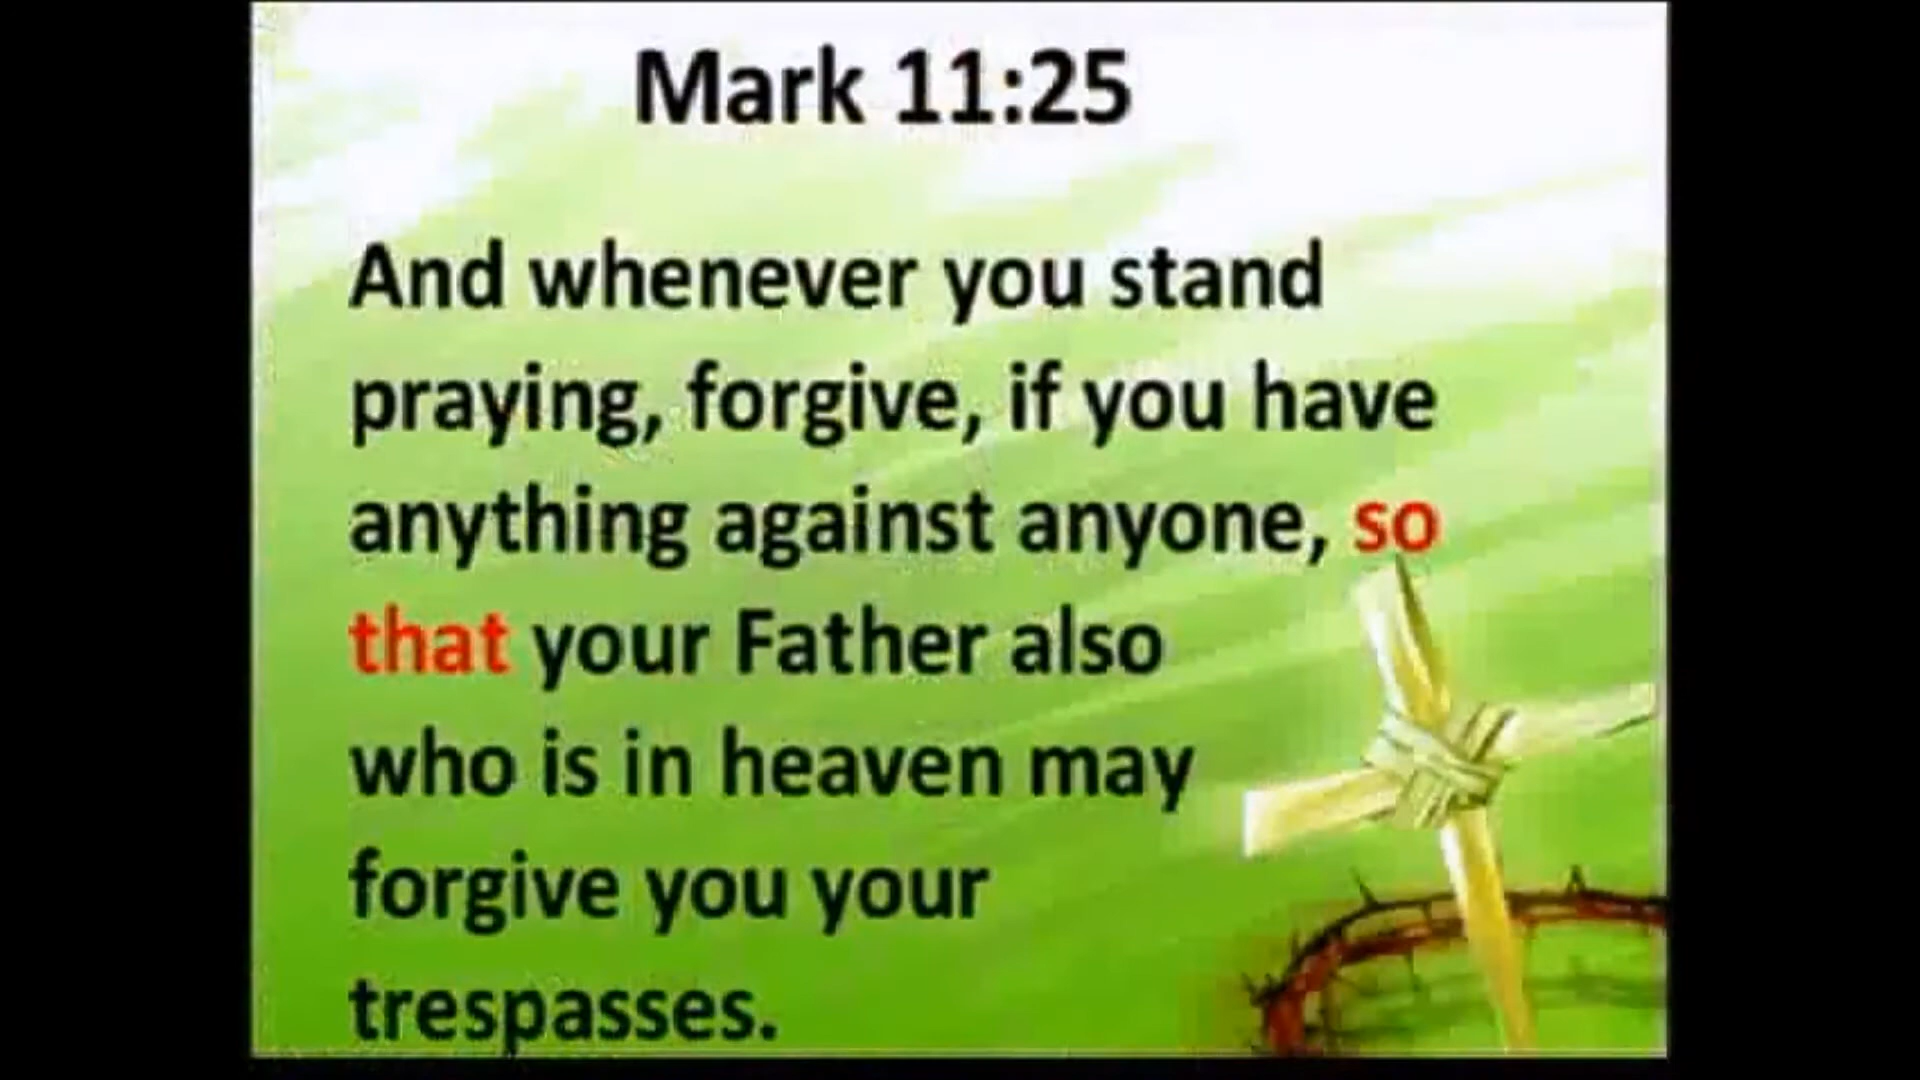 Mark 11:25
And whenever you stand
praying, forgive, if you have
anything against anyone, so
that your Father also
who is in heaven may
forgive you your
trespasses.